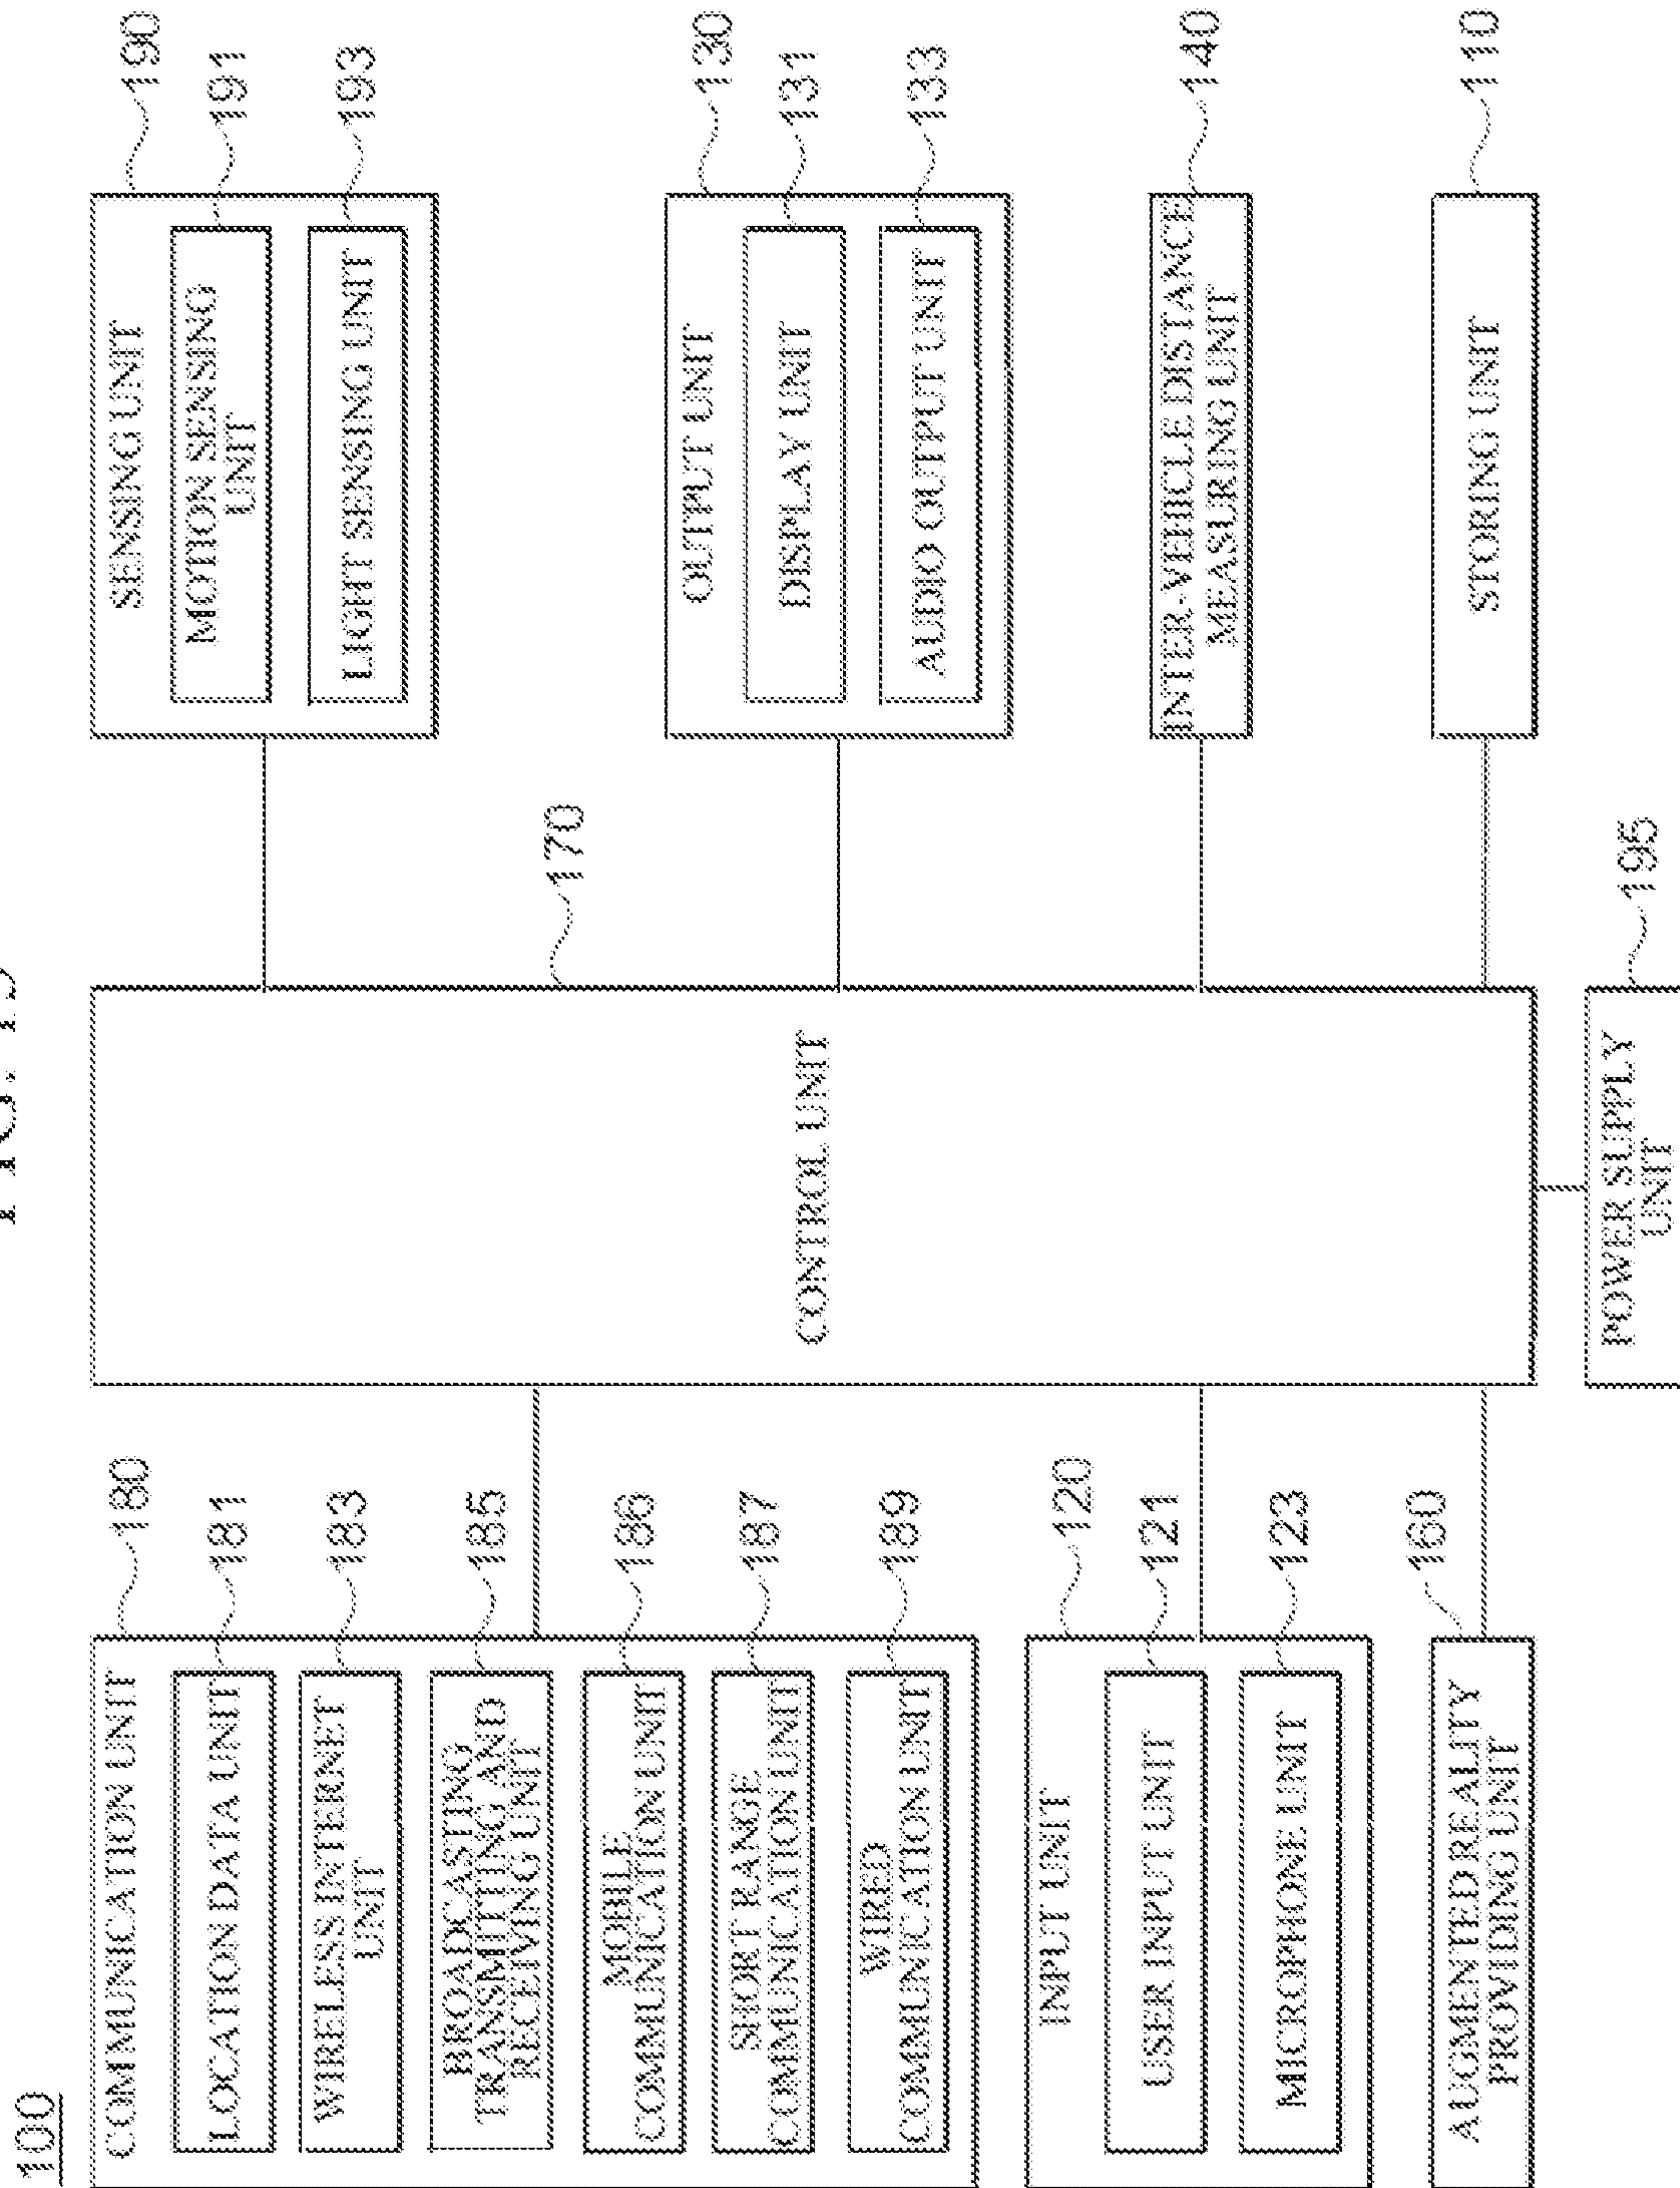 100
COMMUNICATION UNIT
180
LOCATION DATA UNIT
181
WIRELESS INTERNET
UNIT
183
BROADCASTING
TRANSMITING AND
RECEIVING UNIT
185
MOBILE
COMMUNICATION UNIT
186
SHORT RANGE
COMMUNICATION UNIT
187
WIRED
COMMUNICATION UNIT
189
INPUT UNIT
120
USER INPUT UNIT
121
MICROPHONE UNIT
123
AUGMENTED REALITY
PROVIDING UNIT
160
CONTROL UNIT
170
POWER SUPPLY
UNIT
195
SENSING UNIT
190
MOTION SENSING
UNIT
191
LIGHT SENSING UNIT
193
OUTPUT UNIT
130
DISPLAY UNIT
131
AUDIO OUTPUT UNIT
133
INTER-VEHICLE DISTANCE
MEASURING UNIT
140
STORING UNIT
110